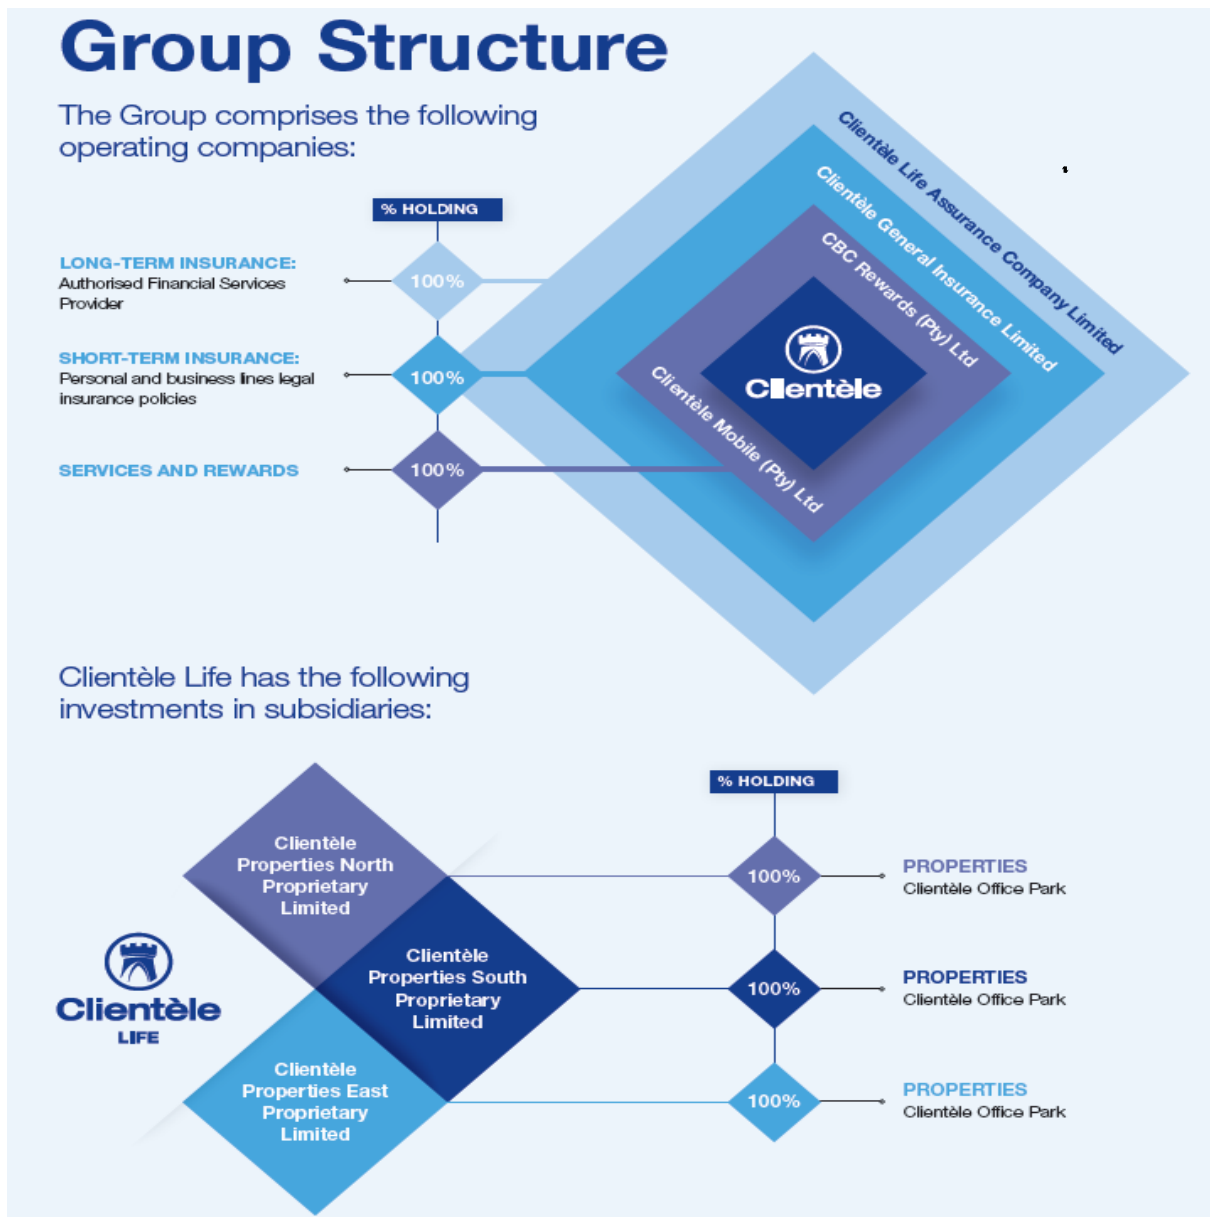 Group Structure
The Group comprises the following
operating companies:
% HOLDING
LONG-TERM INSURANCE:
Authorised Financial Services
Provider
100%
SHORT-TERM INSURANCE:
Personal and business lines legal
insurance policies
100%
SERVICES AND REWARDS
100%
Clientèle Life Assurance Company Limited
Clientèle General Insurance Limited
CBC Rewards (Pty) Ltd
Clientèle
Clientèle Mobile (Pty) Ltd
Clientèle Life has the following
investments in subsidiaries:
Clientèle
LIFE
Clientèle
Properties North
Proprietary
Limited
Clientèle
Properties South
Proprietary
Limited
Clientèle
Properties East
Proprietary
Limited
% HOLDING
100%
PROPERTIES
Clientèle Office Park
100%
PROPERTIES
Clientèle Office Park
100%
PROPERTIES
Clientèle Office Park